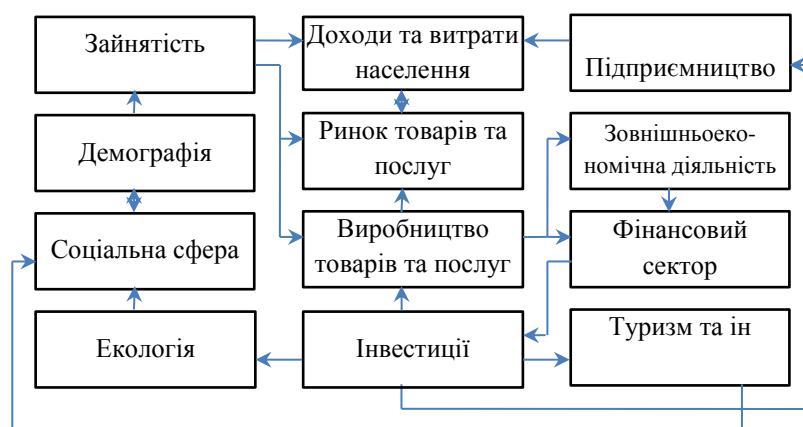 Зайнятість
Доходи та витрати
населення
Підприємництво
Демографія
Ринок товарів та
послуг
Зовнішньоеко-
номічна діяльність
Соціальна сфера
Виробництво
товарів та послуг
Фінансовий
сектор
Екологія
Інвестиції
Туризм та ін